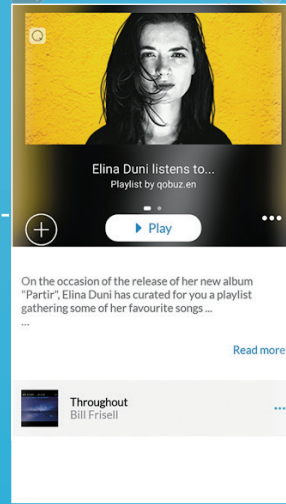 Elina Duni listens to...
Playlist by qobuz.en
Play
On the occasion of the release of her new album
"Partir", Elina Duni has curated for you a playlist
gathering some of her favourite songs ...
...
Read more
Throughout
Bill Frisell